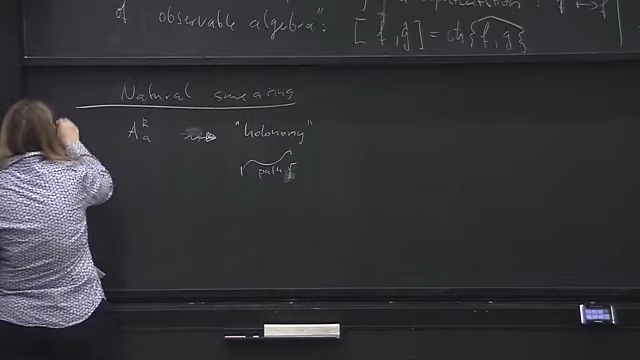 of observable algebra":
[f, g] = iħ{f, g}
Natural smearing
A_a^k "holonomy"
path